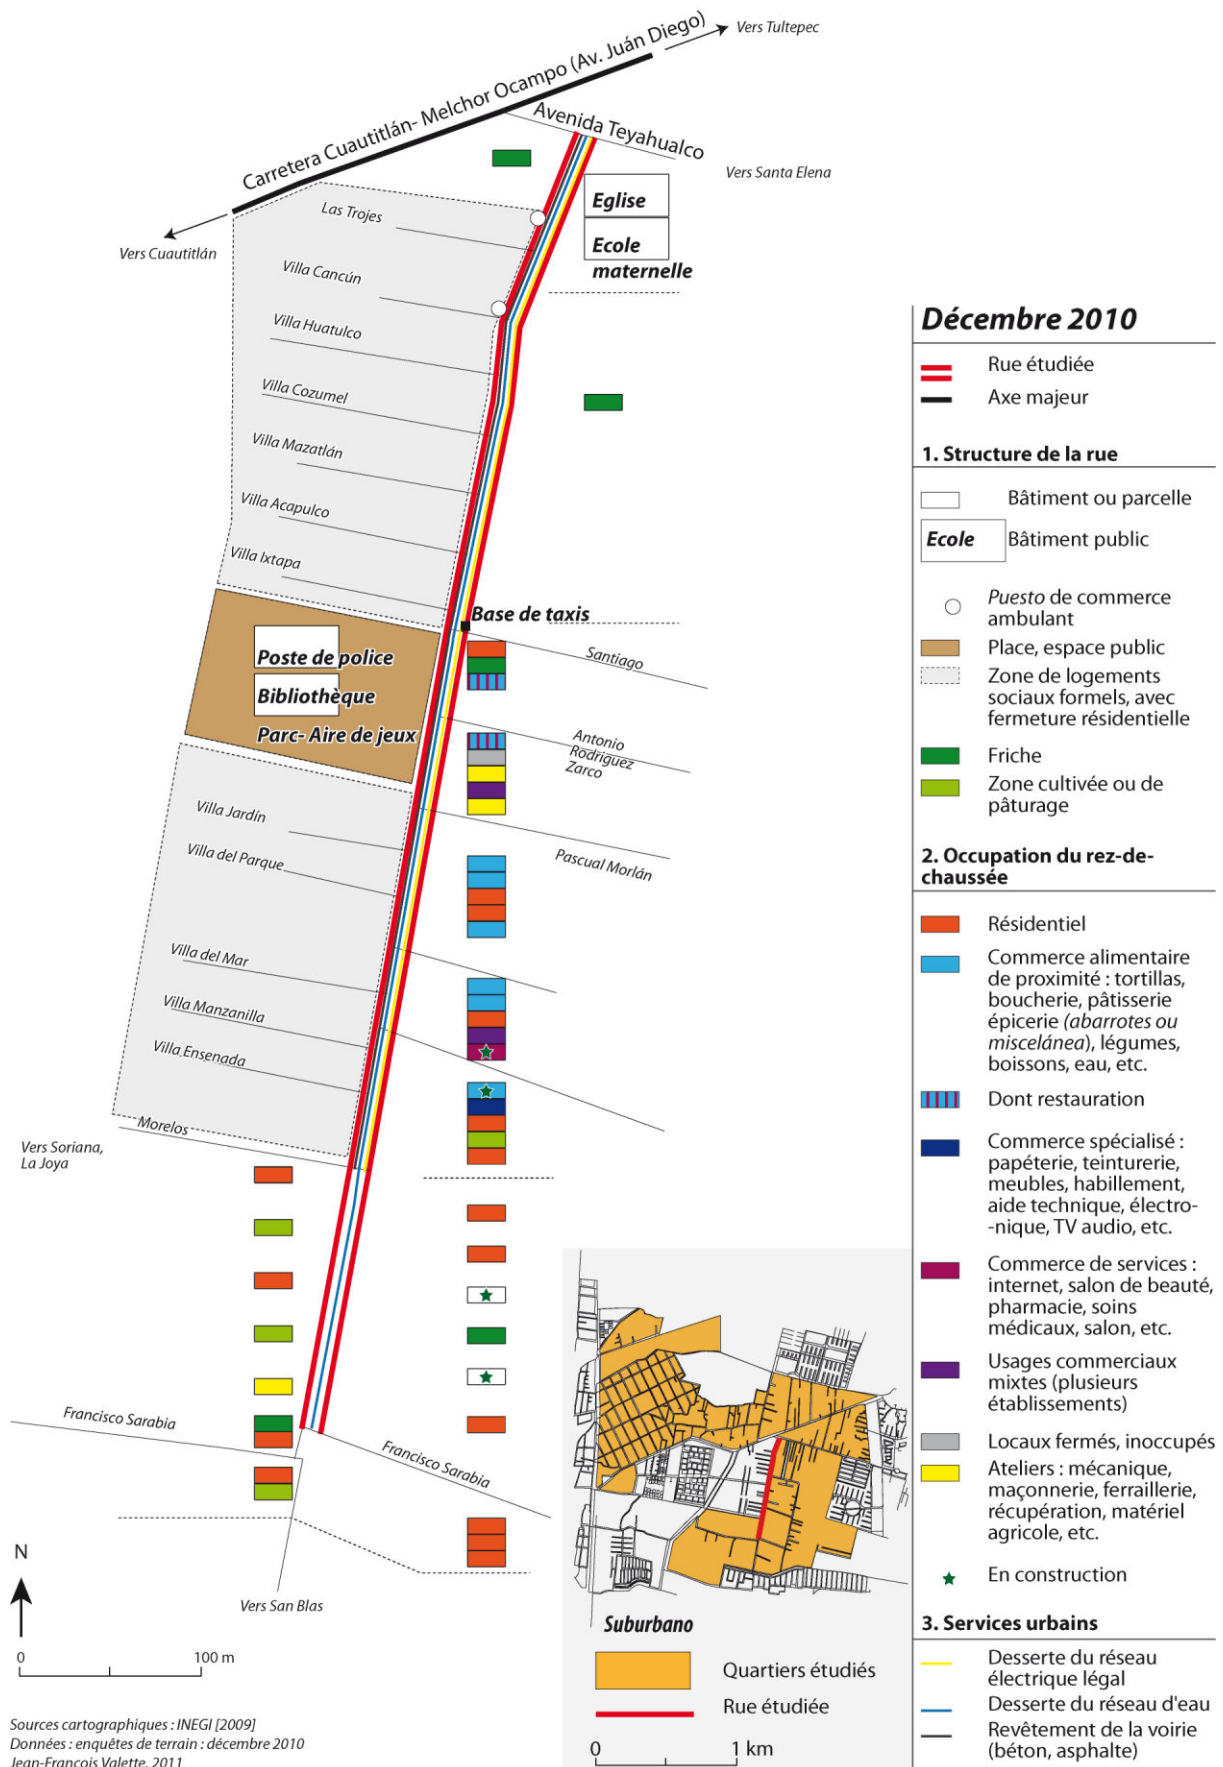 Vers Tultepec
Carretera Cuautitlán- Melchor Ocampo (Av. Juán Diego)
Avenida Teyahualco
Vers Santa Elena
Eglise
Las Trojes
Ecole
maternelle
Vers Cuautitlán
Villa Cancún
Villa Huatulco
Villa Cozumel
Villa Mazatlán
Villa Acapulco
Villa Ixtapa
Base de taxis
Santiago
Poste de police
Bibliothèque
Parc- Aire de jeux
Antonio
Rodriguez
Zarco
Villa Jardín
Villa del Parque
Pascual Morlán
Villa del Mar
Villa Manzanilla
Villa Ensenada
Morelos
Vers Soriana,
La Joya
Francisco Sarabia
Francisco Sarabia
Vers San Blas
N
0 100 m
Sources cartographiques : INEGI [2009]
Données : enquêtes de terrain : décembre 2010
Jean-François Valette, 2011
Suburbano
Quartiers étudiés
Rue étudiée
0 1 km
Décembre 2010
Rue étudiée
Axe majeur
1. Structure de la rue
Bâtiment ou parcelle
Ecole Bâtiment public
Puesto de commerce
ambulant
Place, espace public
Zone de logements
sociaux formels, avec
fermeture résidentielle
Friche
Zone cultivée ou de
pâturage
2. Occupation du rez-de-
chaussée
Résidentiel
Commerce alimentaire
de proximité : tortillas,
boucherie, pâtisserie
épicerie (abarrotes ou
miscelánea), légumes,
boissons, eau, etc.
Dont restauration
Commerce spécialisé :
papéterie, teinturerie,
meubles, habillement,
aide technique, électro-
-nique, TV audio, etc.
Commerce de services :
internet, salon de beauté,
pharmacie, soins
médicaux, salon, etc.
Usages commerciaux
mixtes (plusieurs
établissements)
Locaux fermés, inoccupés
Ateliers : mécanique,
maçonnerie, ferraillerie,
récupération, matériel
agricole, etc.
En construction
3. Services urbains
Desserte du réseau
électrique légal
Desserte du réseau d'eau
Revêtement de la voirie
(béton, asphalte)